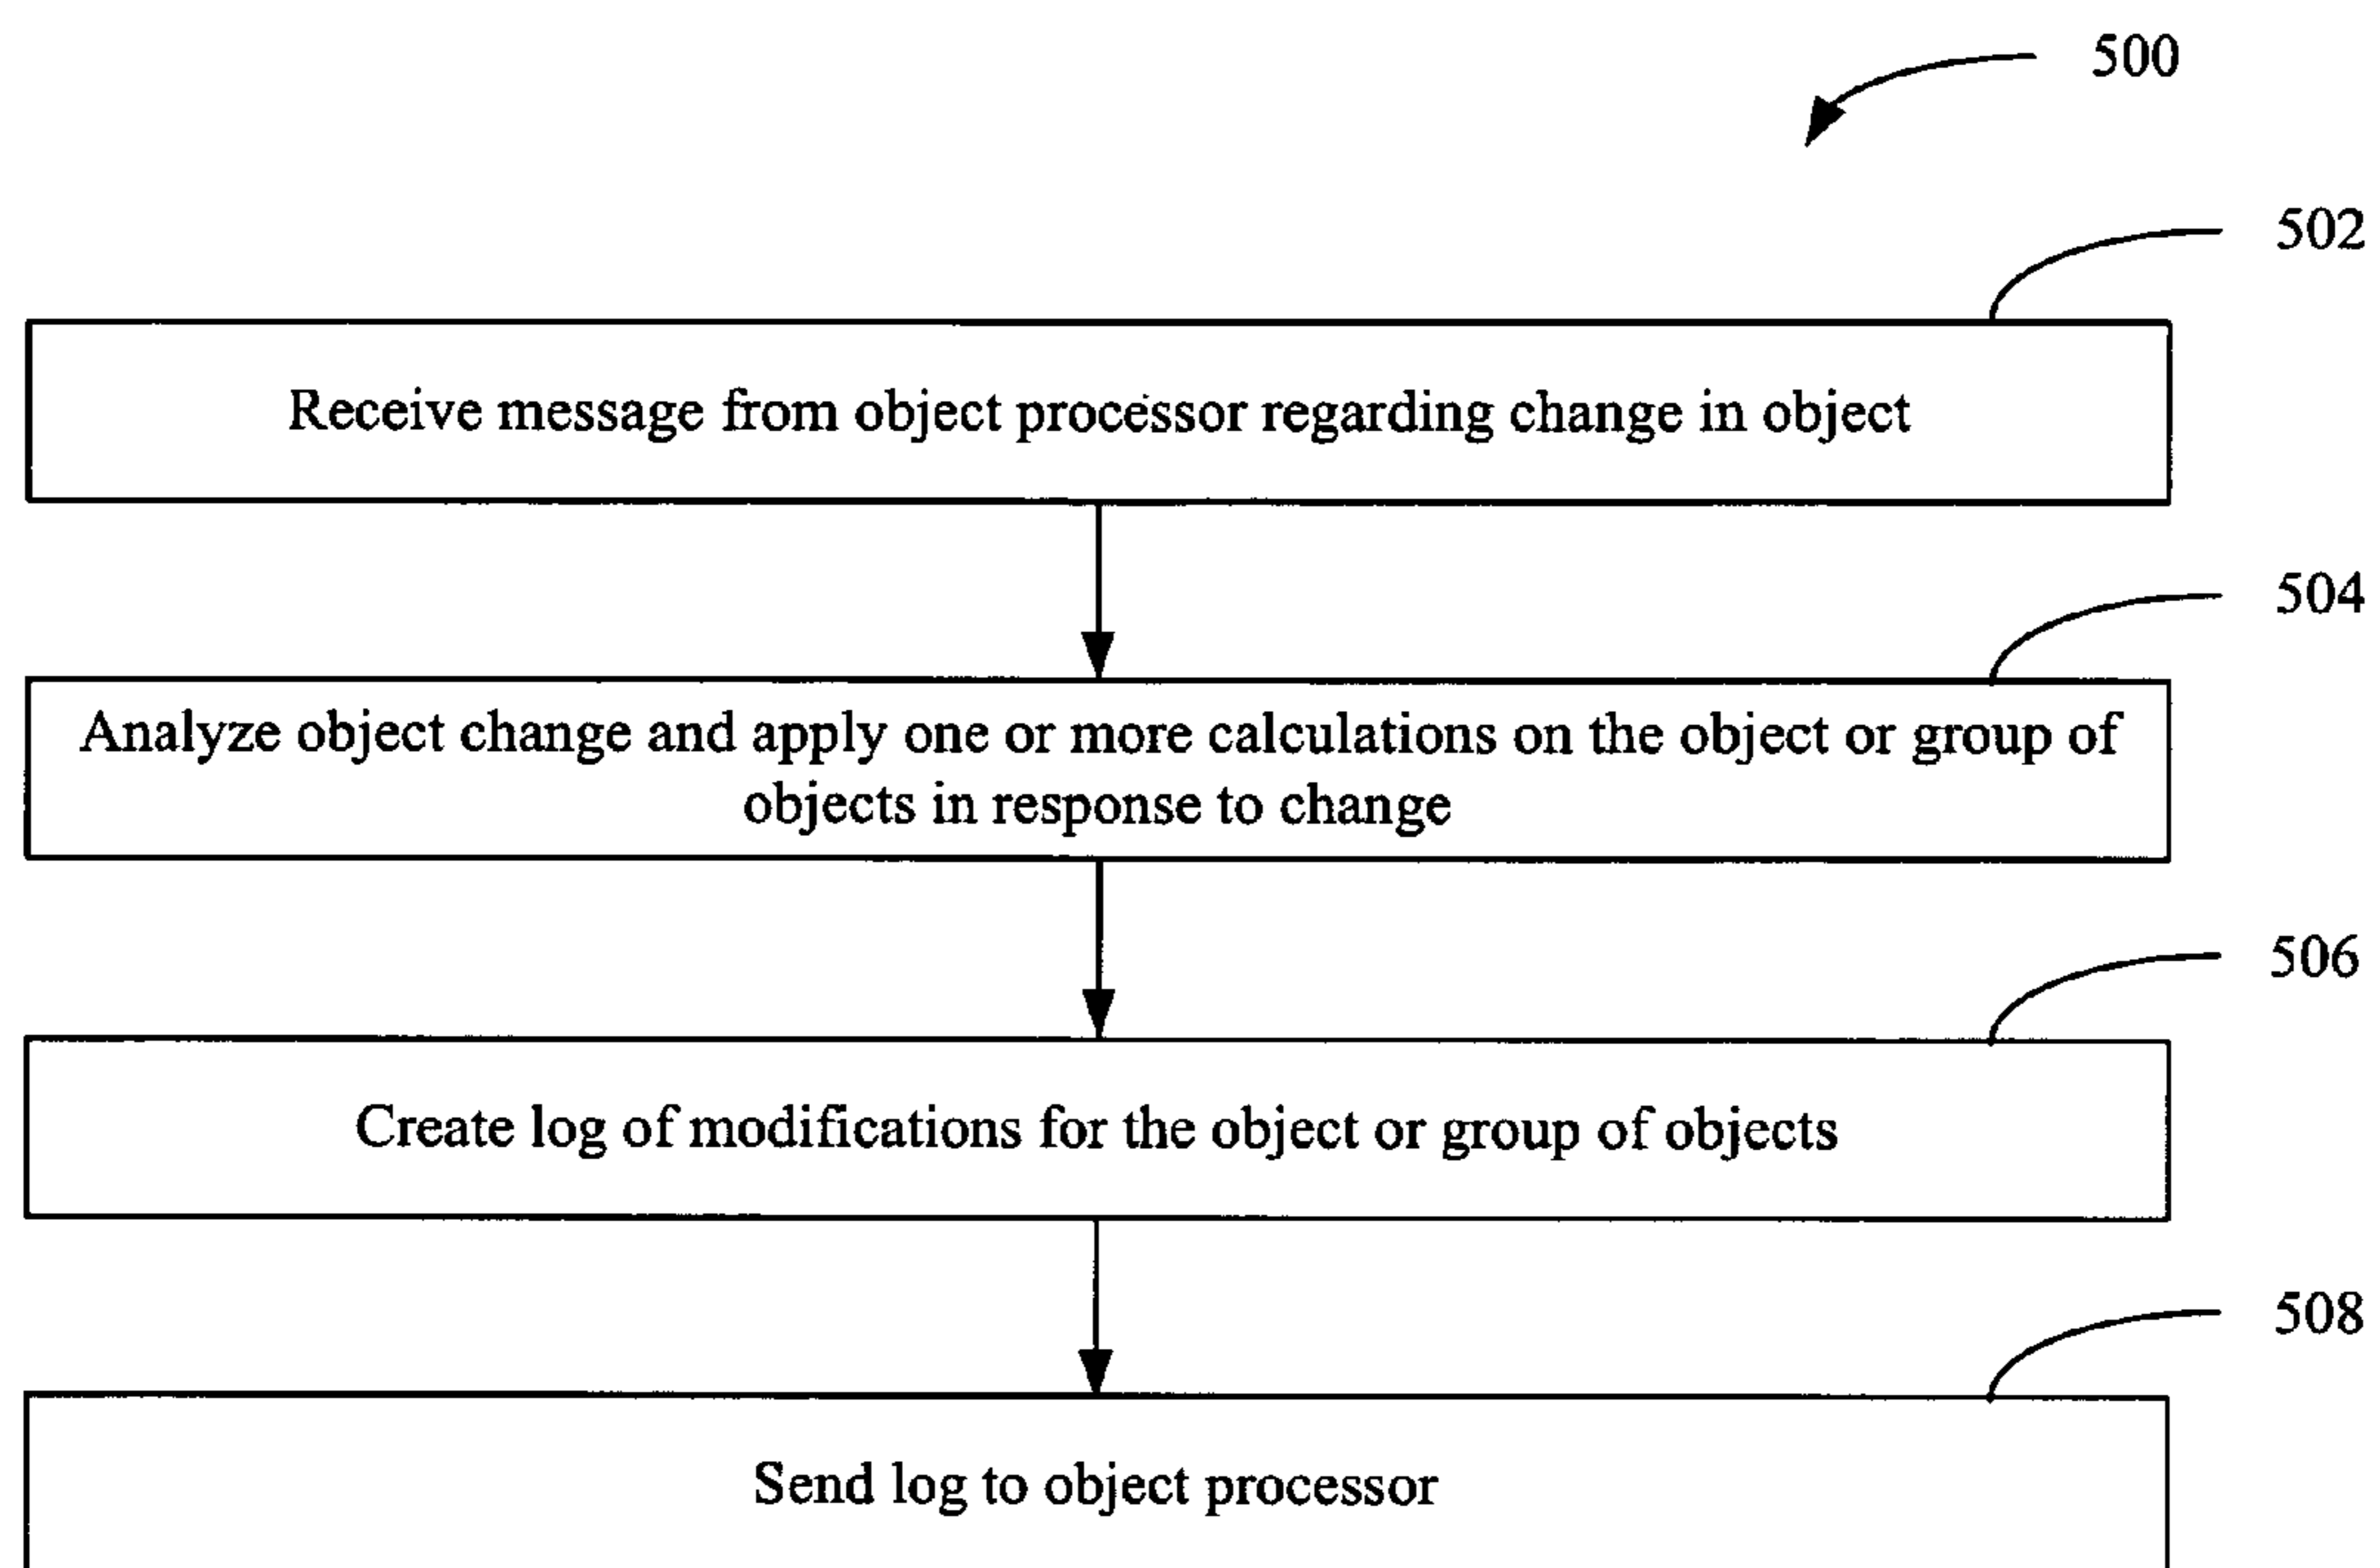 500
502
Receive message from object processor regarding change in object
504
Analyze object change and apply one or more calculations on the object or group of
objects in response to change
506
Create log of modifications for the object or group of objects
508
Send log to object processor